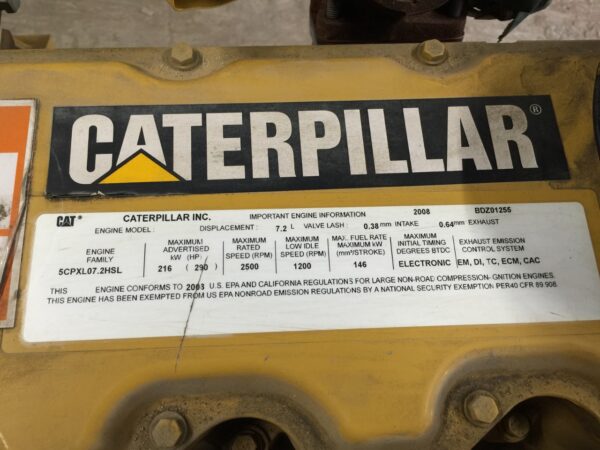 CATERPILLAR®
CAT® CATERPILLAR INC. IMPORTANT ENGINE INFORMATION 2008 BDZ01255
ENGINE MODEL: DISPLACEMENT: 7.2 L VALVE LASH: 0.38 mm INTAKE 0.64 mm EXHAUST
ENGINE FAMILY MAXIMUM ADVERTISED kW (HP) MAXIMUM RATED SPEED (RPM) MAXIMUM LOW IDLE SPEED (RPM) MAX. FUEL RATE MAXIMUM kW (mm³/STROKE) MAXIMUM INITIAL TIMING DEGREES BTDC EXHAUST EMISSION CONTROL SYSTEM
5CPXL07.2HSL 216 (290) 2500 1200 146 ELECTRONIC EM, DI, TC, ECM, CAC
THIS ENGINE CONFORMS TO 2008 U.S. EPA AND CALIFORNIA REGULATIONS FOR LARGE NON-ROAD COMPRESSION-IGNITION ENGINES.
THIS ENGINE HAS BEEN EXEMPTED FROM US EPA NONROAD EMISSION REGULATIONS BY A NATIONAL SECURITY EXEMPTION PER40 CFR 89.908.